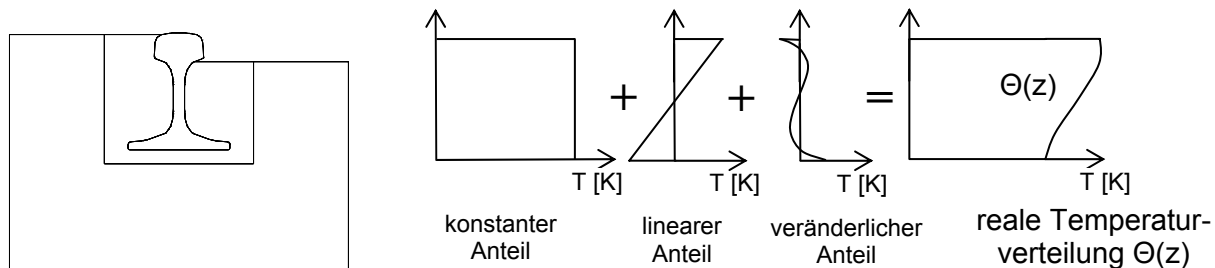 + + =
Θ(z)
T [K] T [K] T [K] T [K]
konstanter
Anteil
linearer
Anteil
veränderlicher
Anteil
reale Temperatur-
verteilung Θ(z)